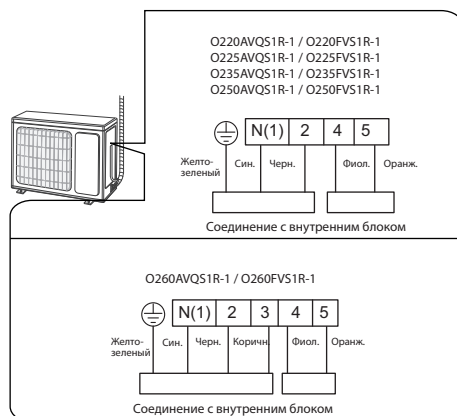 O220AVQS1R-1 / O220FVS1R-1
O225AVQS1R-1 / O225FVS1R-1
O235AVQS1R-1 / O235FVS1R-1
O250AVQS1R-1 / O250FVS1R-1
N(1) 2 4 5
Желто-
зеленый
Син. Черн. Фиол. Оранж.
Соединение с внутренним блоком
O260AVQS1R-1 / O260FVS1R-1
N(1) 2 3 4 5
Желто-
зеленый
Син. Черн. Коричн. Фиол. Оранж.
Соединение с внутренним блоком